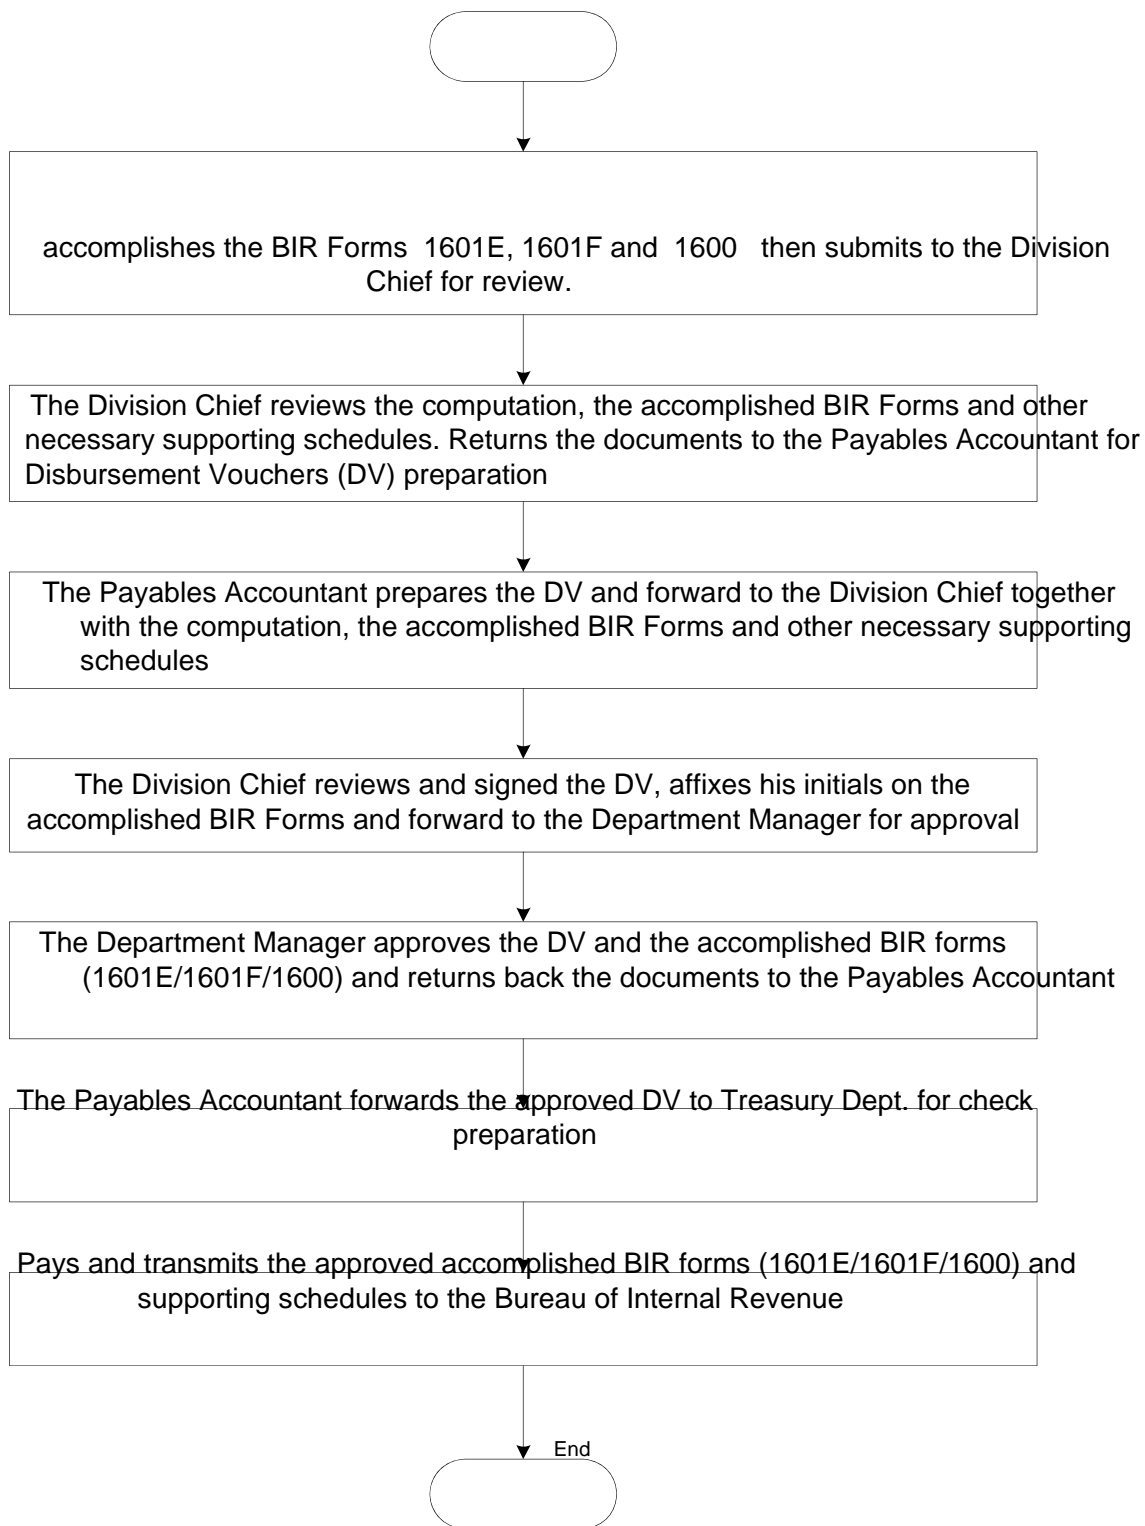 accomplishes the BIR Forms 1601E, 1601F and 1600 then submits to the Division
Chief for review.
The Division Chief reviews the computation, the accomplished BIR Forms and other
necessary supporting schedules. Returns the documents to the Payables Accountant for
Disbursement Vouchers (DV) preparation
The Payables Accountant prepares the DV and forward to the Division Chief together
with the computation, the accomplished BIR Forms and other necessary supporting
schedules
The Division Chief reviews and signed the DV, affixes his initials on the
accomplished BIR Forms and forward to the Department Manager for approval
The Department Manager approves the DV and the accomplished BIR forms
(1601E/1601F/1600) and returns back the documents to the Payables Accountant
The Payables Accountant forwards the approved DV to Treasury Dept. for check
preparation
Pays and transmits the approved accomplished BIR forms (1601E/1601F/1600) and
supporting schedules to the Bureau of Internal Revenue
End